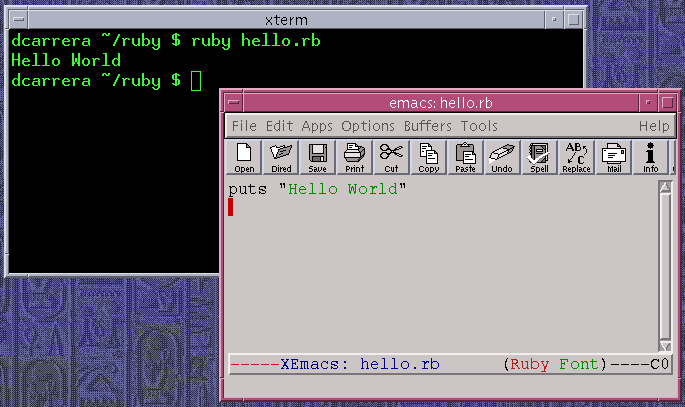 xterm
dcarrera ~/ruby $ ruby hello.rb
Hello World
dcarrera ~/ruby $
emacs: hello.rb
File Edit Apps Options Buffers Tools Help
Open Dired Save Print Cut Copy Paste Undo Spell Replace Mail Info
puts "Hello World"
-----XEmacs: hello.rb (Ruby Font)----C0